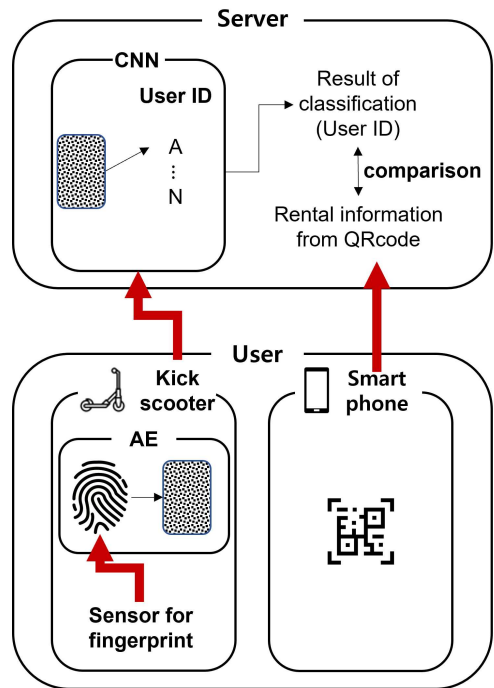 Server
CNN
User ID
A
⋮
N
Result of
classification
(User ID)
comparison
Rental information
from QRcode
User
Kick
scooter
AE
Sensor for
fingerprint
Smart
phone